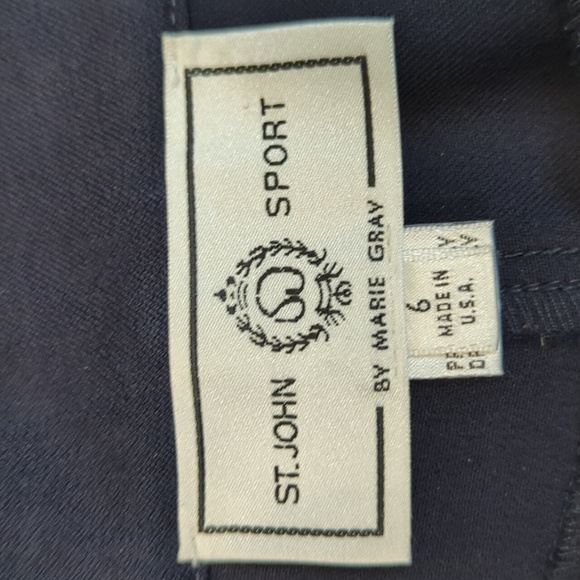 ST. JOHN SPORT
BY MARIE GRAY
6
MADE IN
U.S.A.